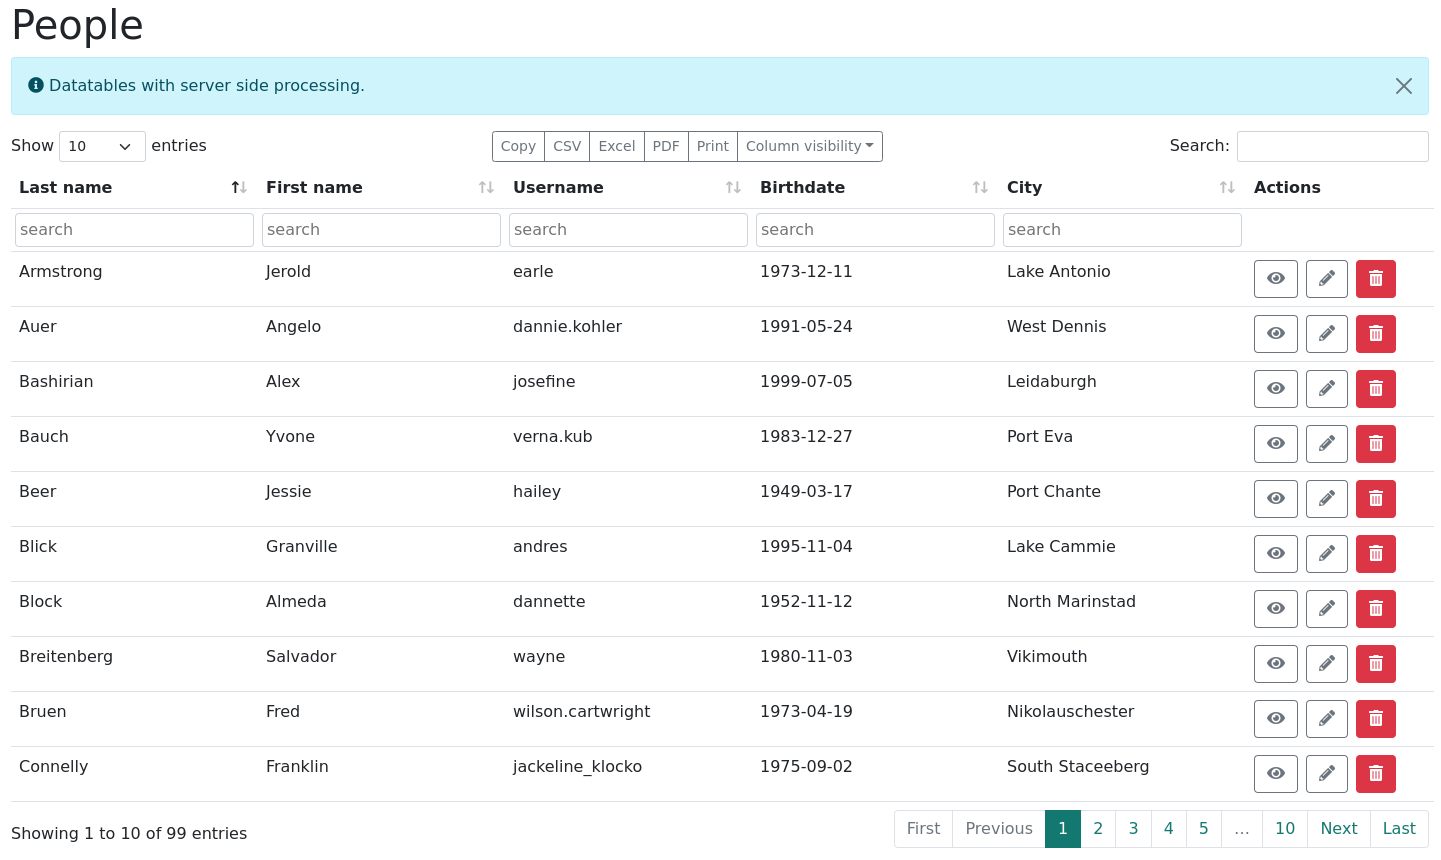 People
Datatables with server side processing.
Show 10 entries Copy CSV Excel PDF Print Column visibility Search:
Last name First name Username Birthdate City Actions
search search search search search
Armstrong Jerold earle 1973-12-11 Lake Antonio
Auer Angelo dannie.kohler 1991-05-24 West Dennis
Bashirian Alex josefine 1999-07-05 Leidaburgh
Bauch Yvone verna.kub 1983-12-27 Port Eva
Beer Jessie hailey 1949-03-17 Port Chante
Blick Granville andres 1995-11-04 Lake Cammie
Block Almeda dannette 1952-11-12 North Marinstad
Breitenberg Salvador wayne 1980-11-03 Vikimouth
Bruen Fred wilson.cartwright 1973-04-19 Nikolauschester
Connelly Franklin jackeline_klocko 1975-09-02 South Staceeberg
Showing 1 to 10 of 99 entries First Previous 1 2 3 4 5 … 10 Next Last